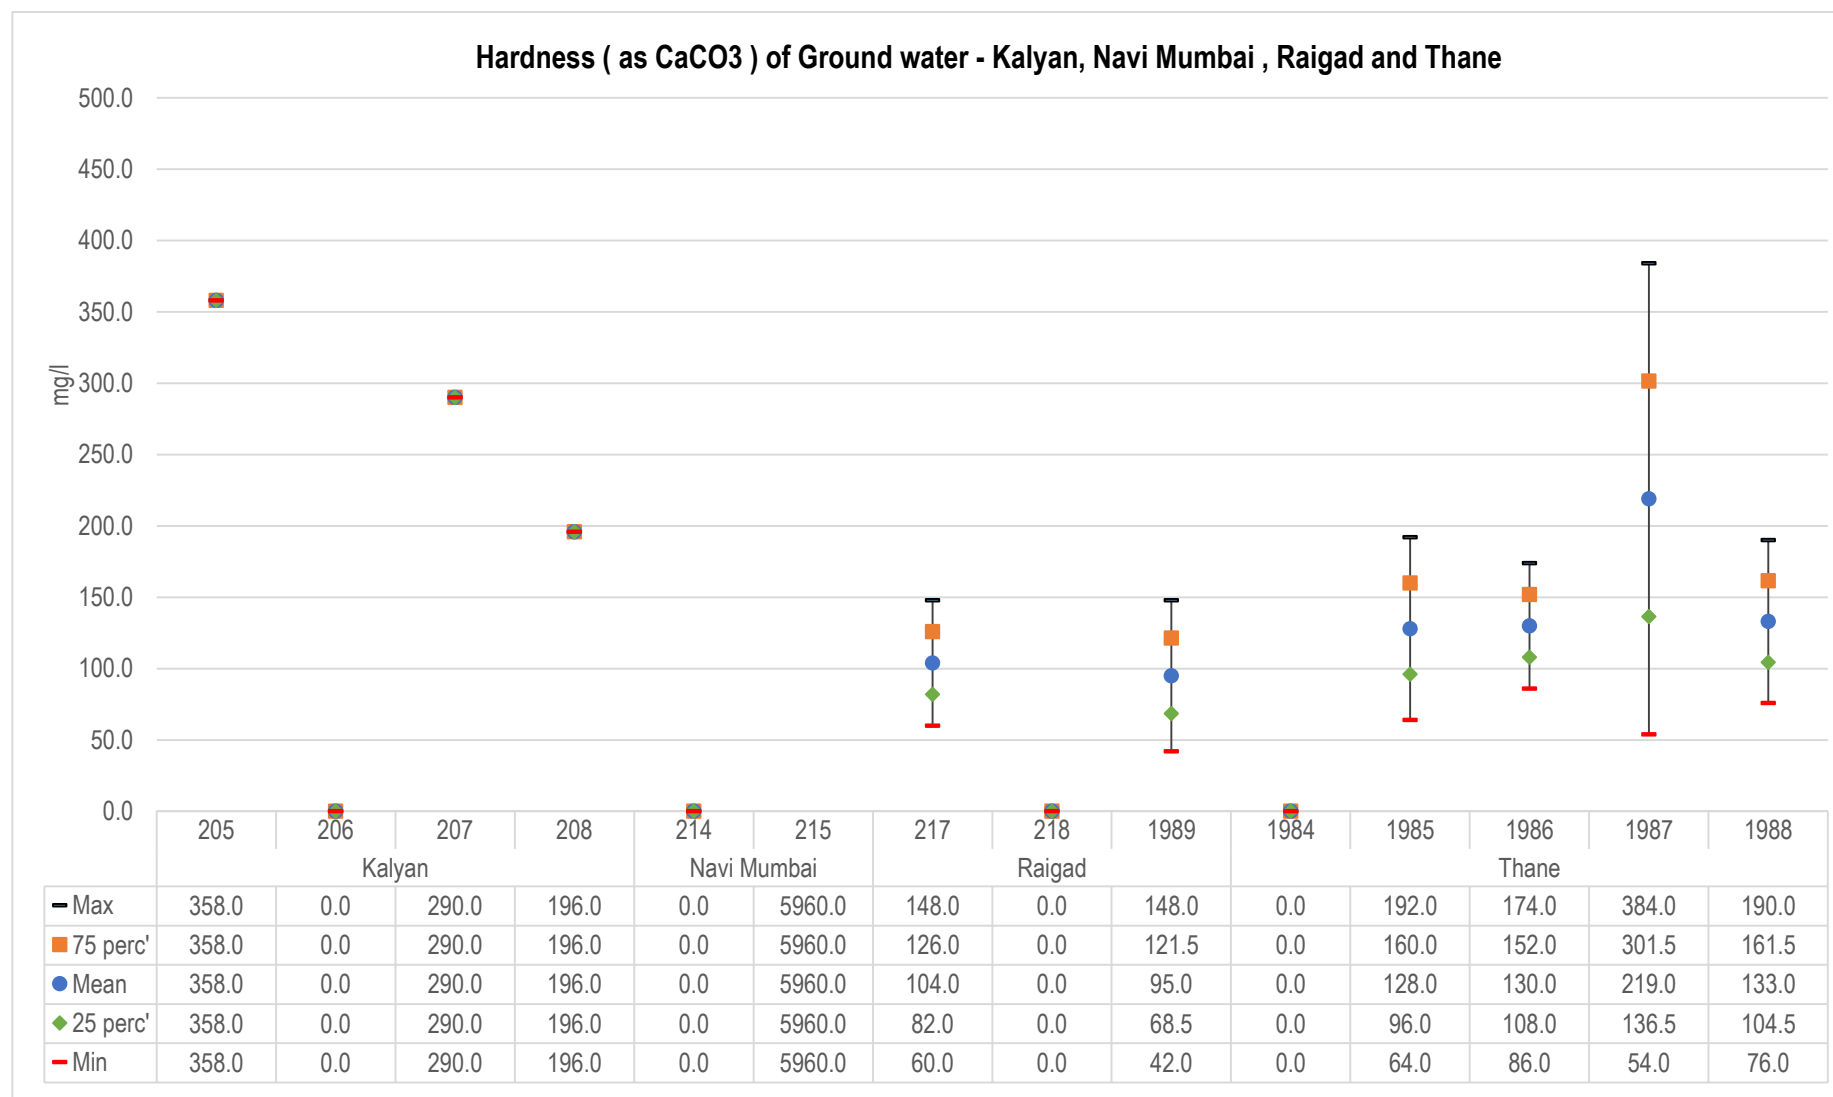 Hardness ( as CaCO3 ) of Ground water - Kalyan, Navi Mumbai , Raigad and Thane
500.0
450.0
400.0
350.0
300.0
250.0
200.0
150.0
100.0
50.0
0.0
mg/l
205 206 207 208 214 215 217 218 1989 1984 1985 1986 1987 1988
Kalyan Navi Mumbai Raigad Thane
Max 358.0 0.0 290.0 196.0 0.0 5960.0 148.0 0.0 148.0 0.0 192.0 174.0 384.0 190.0
75 perc' 358.0 0.0 290.0 196.0 0.0 5960.0 126.0 0.0 121.5 0.0 160.0 152.0 301.5 161.5
Mean 358.0 0.0 290.0 196.0 0.0 5960.0 104.0 0.0 95.0 0.0 128.0 130.0 219.0 133.0
25 perc' 358.0 0.0 290.0 196.0 0.0 5960.0 82.0 0.0 68.5 0.0 96.0 108.0 136.5 104.5
Min 358.0 0.0 290.0 196.0 0.0 5960.0 60.0 0.0 42.0 0.0 64.0 86.0 54.0 76.0